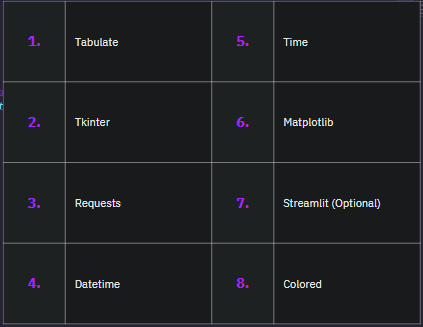 1. Tabulate 5. Time
2. Tkinter 6. Matplotlib
3. Requests 7. Streamlit (Optional)
4. Datetime 8. Colored